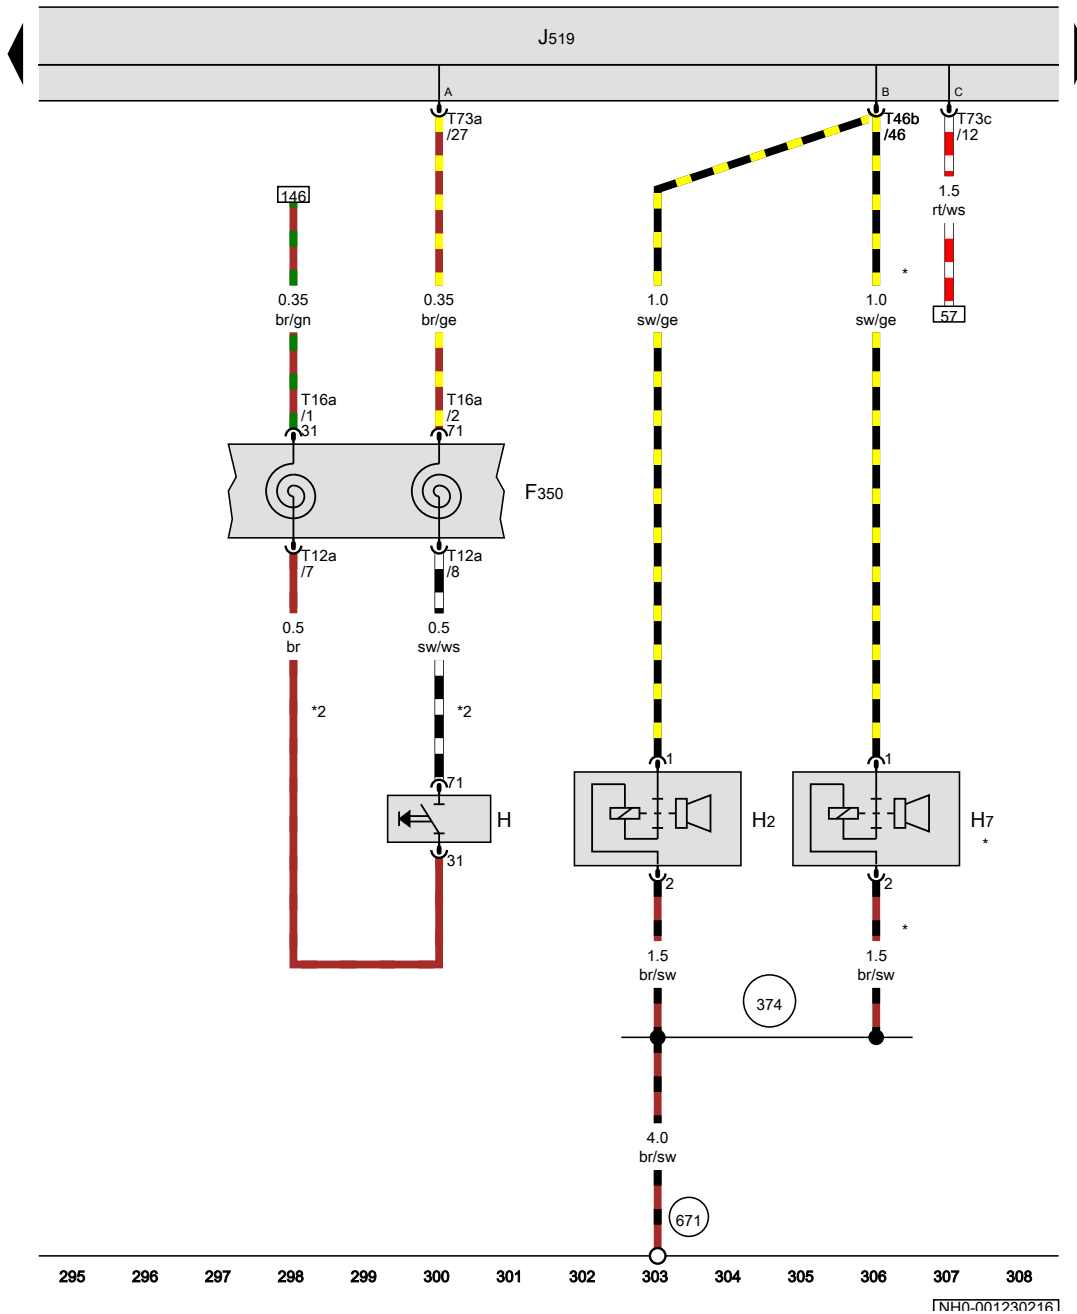 J519
A
B
C
T73a
/27
T46b
/46
T73c
/12
146
1.5
rt/ws
*
0.35
br/gn
0.35
br/ge
1.0
sw/ge
1.0
sw/ge
57
T16a
/1
31
T16a
/2
71
F350
T12a
/7
T12a
/8
0.5
br
0.5
sw/ws
*2
*2
1
1
71
H
H2
H7
*
31
2
2
*
1.5
br/sw
1.5
br/sw
374
4.0
br/sw
671
295 296 297 298 299 300 301 302 303 304 305 306 307 308
NH0-001230216